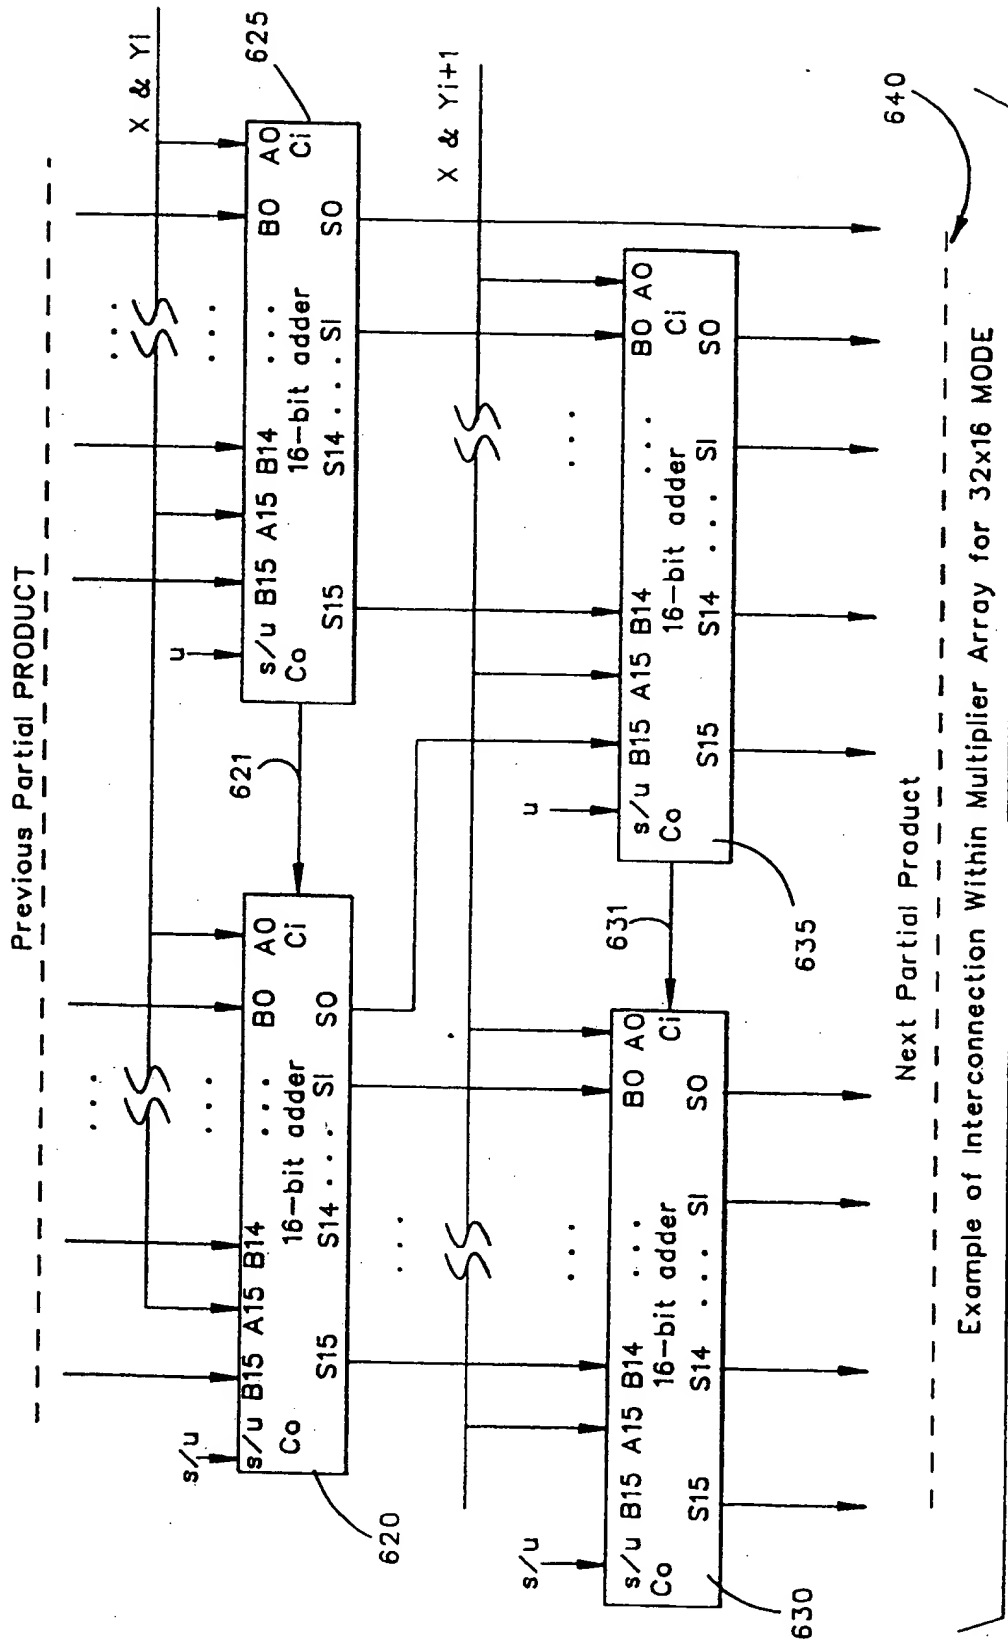 Previous Partial PRODUCT
X & Yi
s/u
u
s/u B15 A15 B14 ... B0 A0
Co 16-bit adder Ci
S15 S14 .... S1 S0
620
621
s/u B15 A15 B14 ... B0 A0
Co 16-bit adder Ci
S15 S14 .... S1 S0
625
X & Yi+1
s/u
u
s/u B15 A15 B14 ... B0 A0
Co 16-bit adder Ci
S15 S14 .... S1 S0
630
631
s/u B15 A15 B14 ... B0 A0
Co 16-bit adder Ci
S15 S14 .... S1 S0
635
Next Partial Product
640
Example of Interconnection Within Multiplier Array for 32x16 MODE